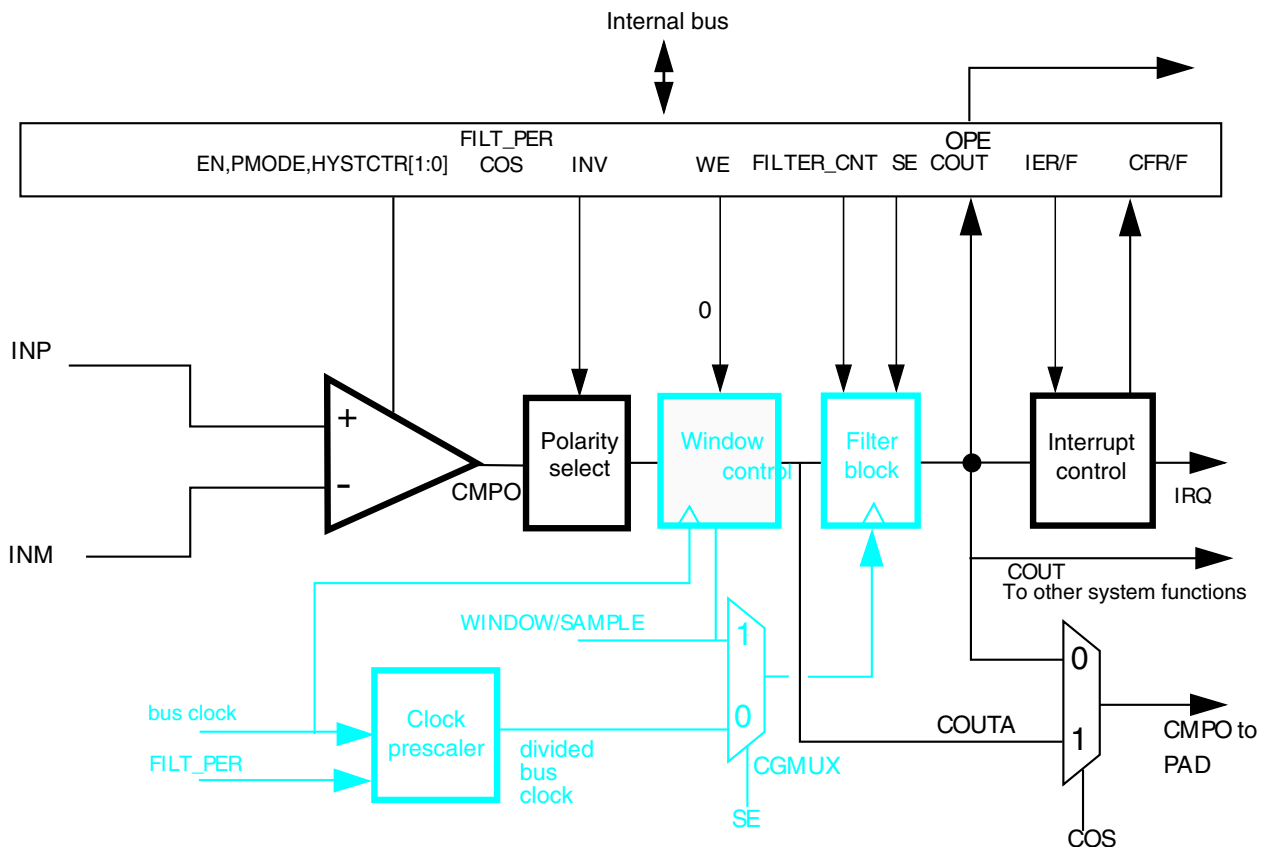 Internal bus
FILT_PER
OPE
EN,PMODE,HYSTCTR[1:0]
COS
INV
WE
FILTER_CNT
SE
COUT
IER/F
CFR/F
0
INP
+
-
INM
CMPO
Polarity
select
Window
control
Filter
block
Interrupt
control
IRQ
COUT
To other system functions
WINDOW/SAMPLE
1
0
bus clock
FILT_PER
Clock
prescaler
divided
bus
clock
CGMUX
SE
COUTA
0
1
CMPO to
PAD
COS